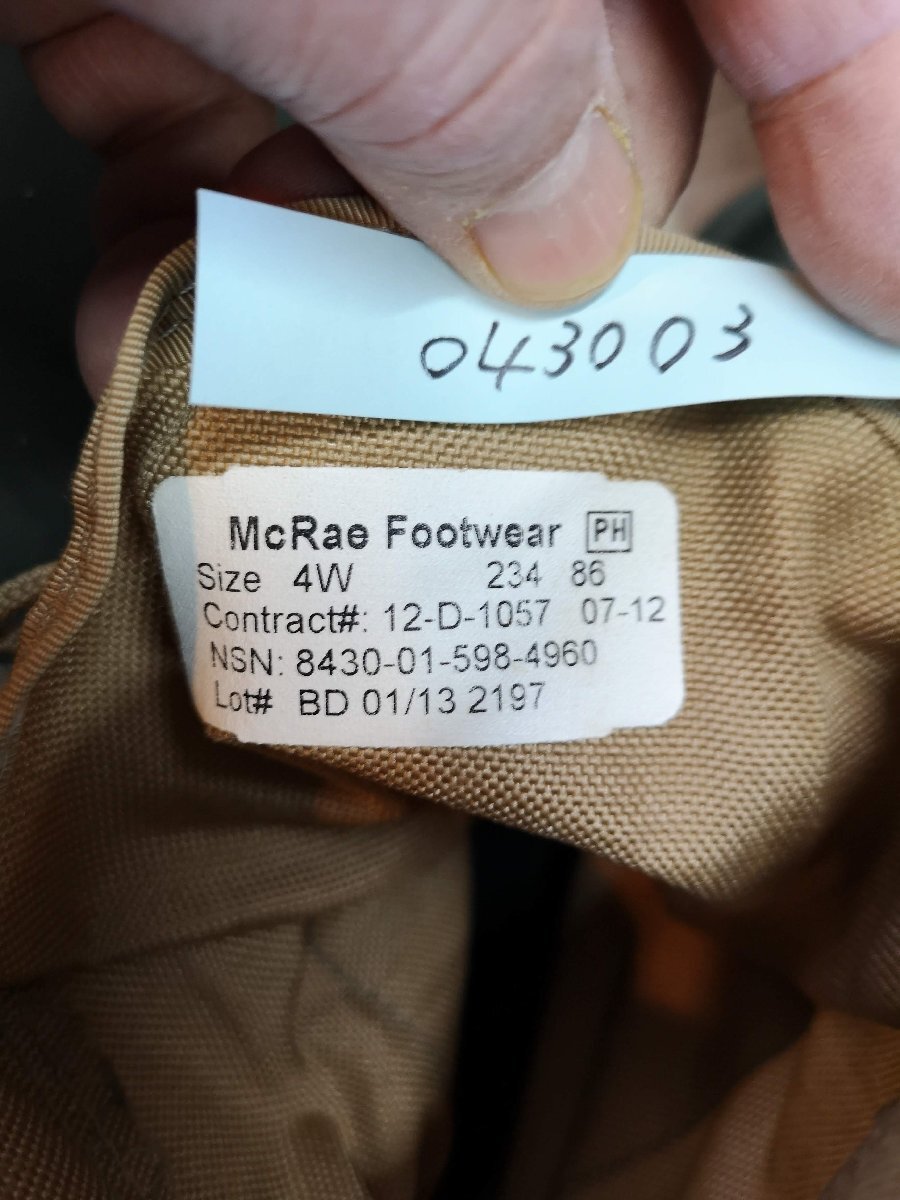 043003
McRae Footwear PH
Size 4W 234 86
Contract#: 12-D-1057 07-12
NSN: 8430-01-598-4960
Lot# BD 01/13 2197